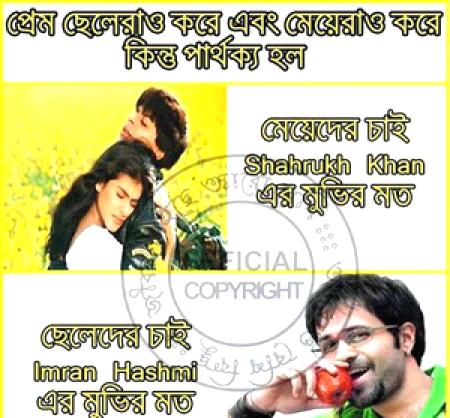 প্রেম ছেলেরাও করে এবং মেয়েরাও করে
কিন্তু পার্থক্য হল
মেয়েদের চাই
Shahrukh Khan
এর মুভির মত
OFFICIAL
COPYRIGHT
ছেলেদের চাই
Imran Hashmi
এর মুভির মত